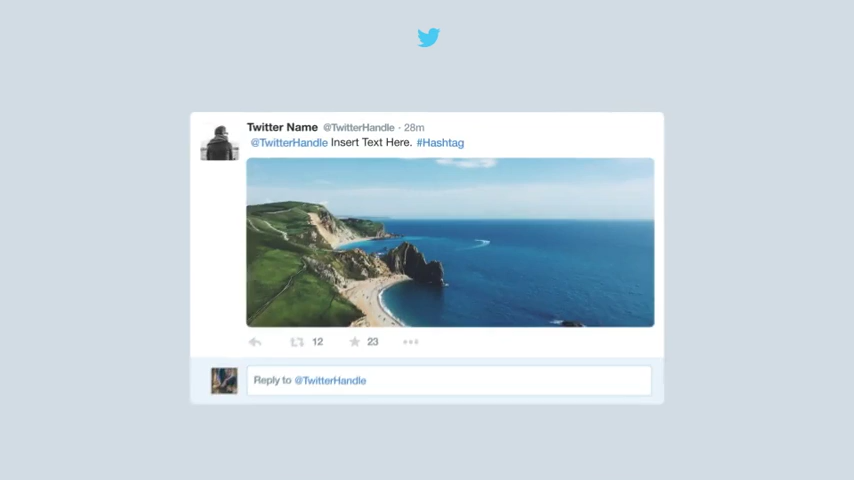 Twitter Name @TwitterHandle · 28m
@TwitterHandle Insert Text Here. #Hashtag
12 23
Reply to @TwitterHandle